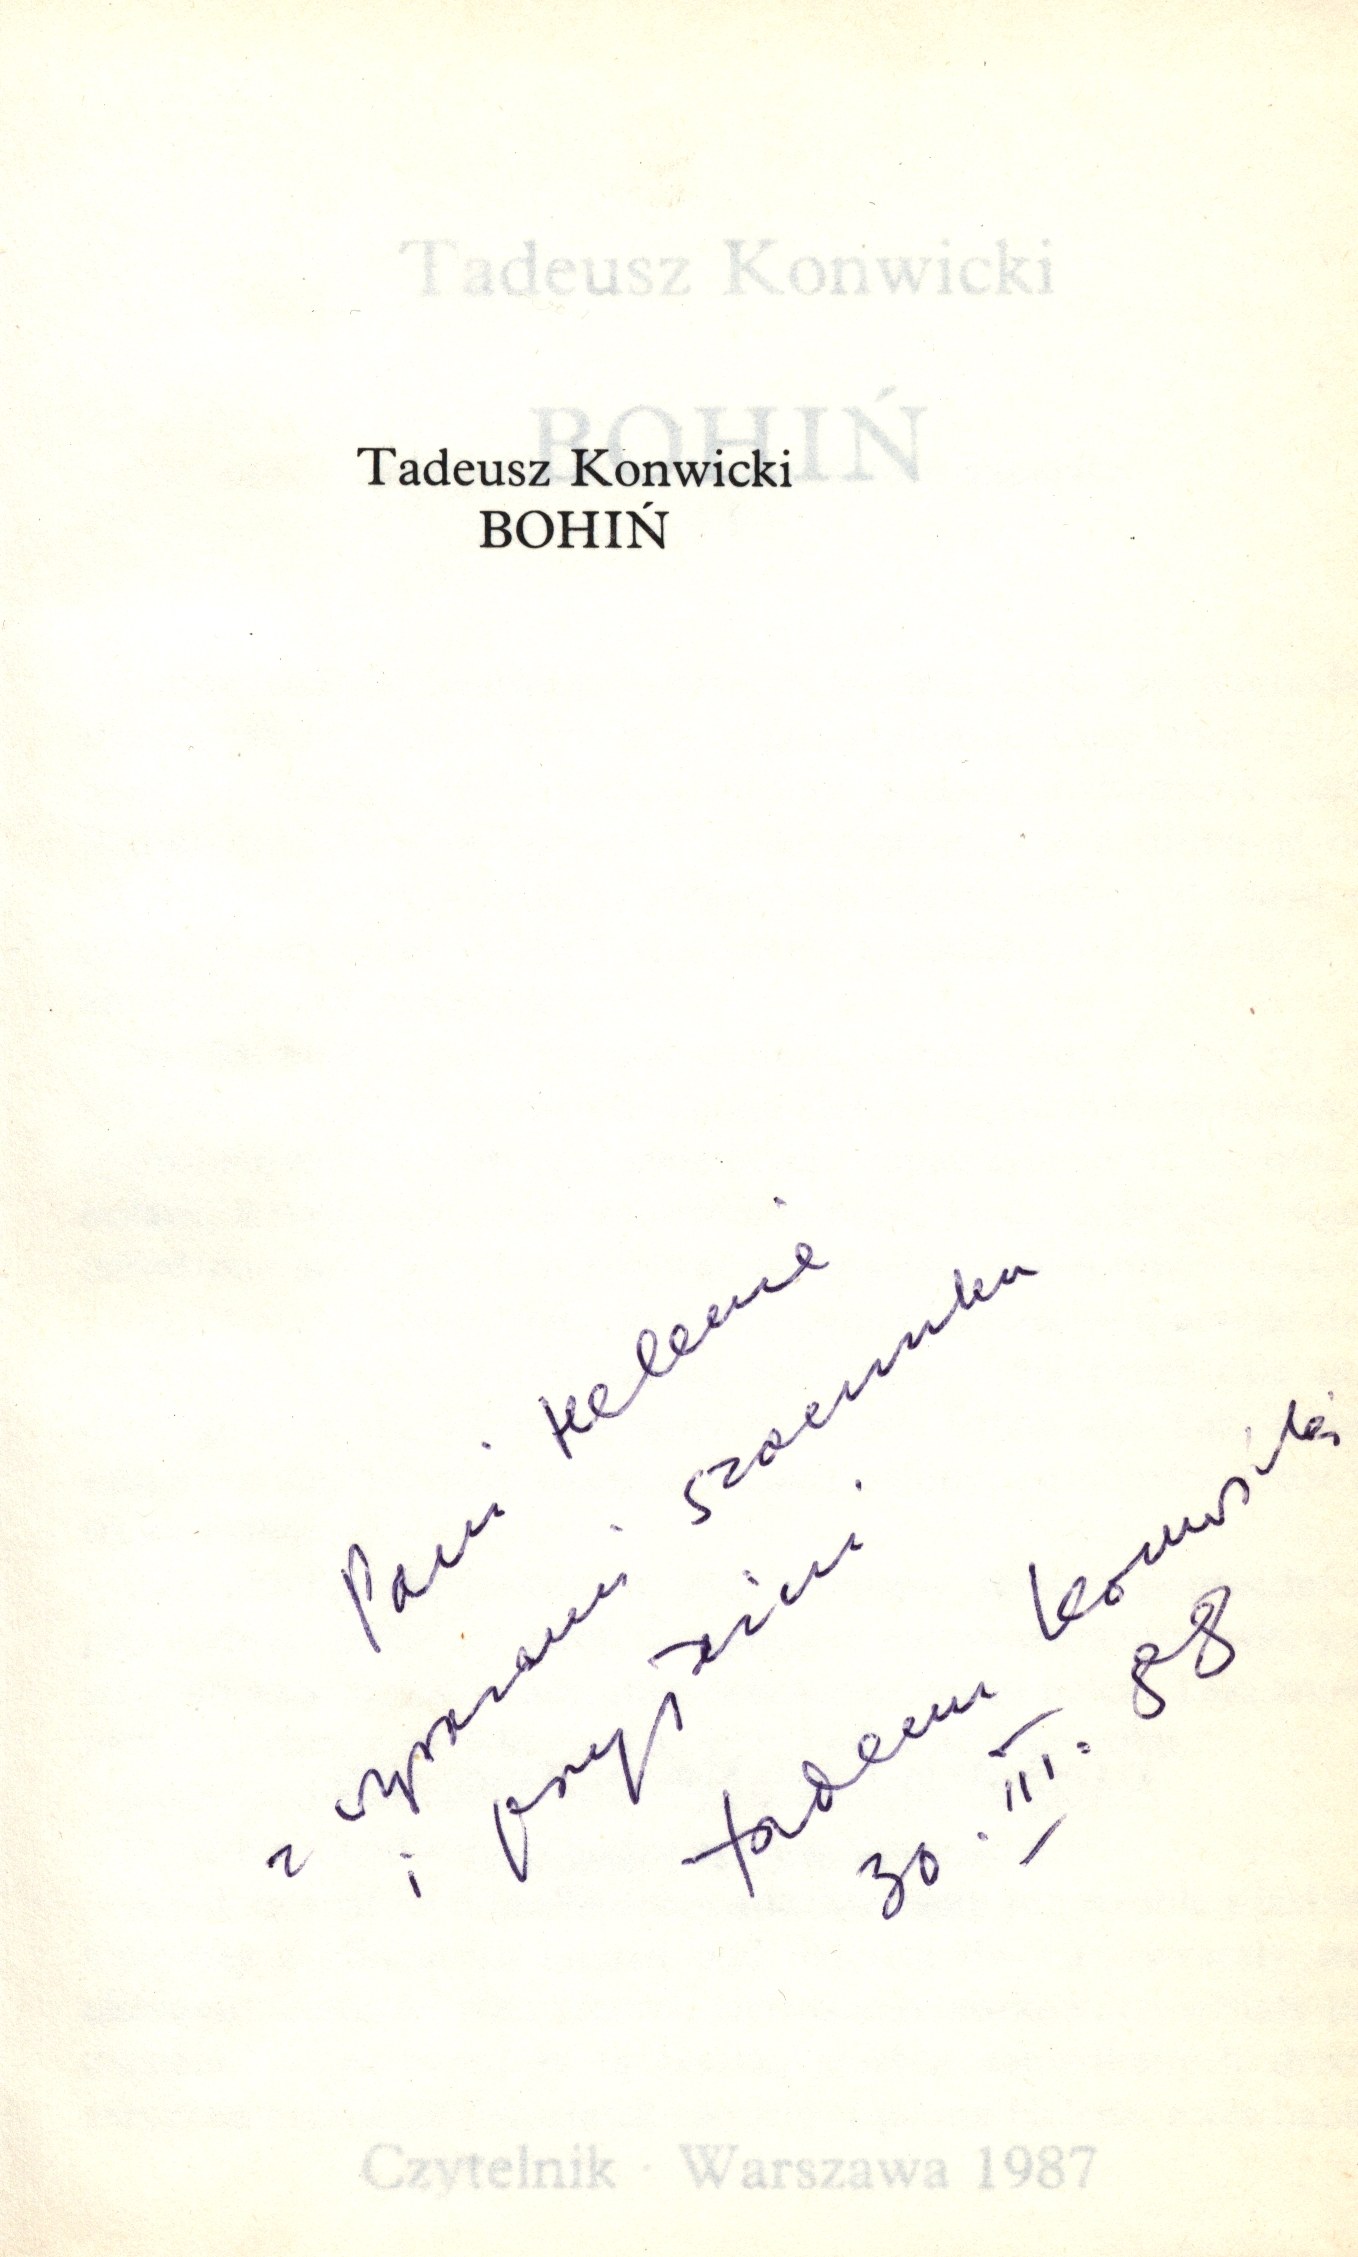 Tadeusz Konwicki
BOHIŃ
Tadeusz Konwicki
BOHIŃ
Pani Helenie
z wyrazami szacunku
i przyjaźni
Tadeusz Konwicki
30.III.88
Czytelnik · Warszawa 1987